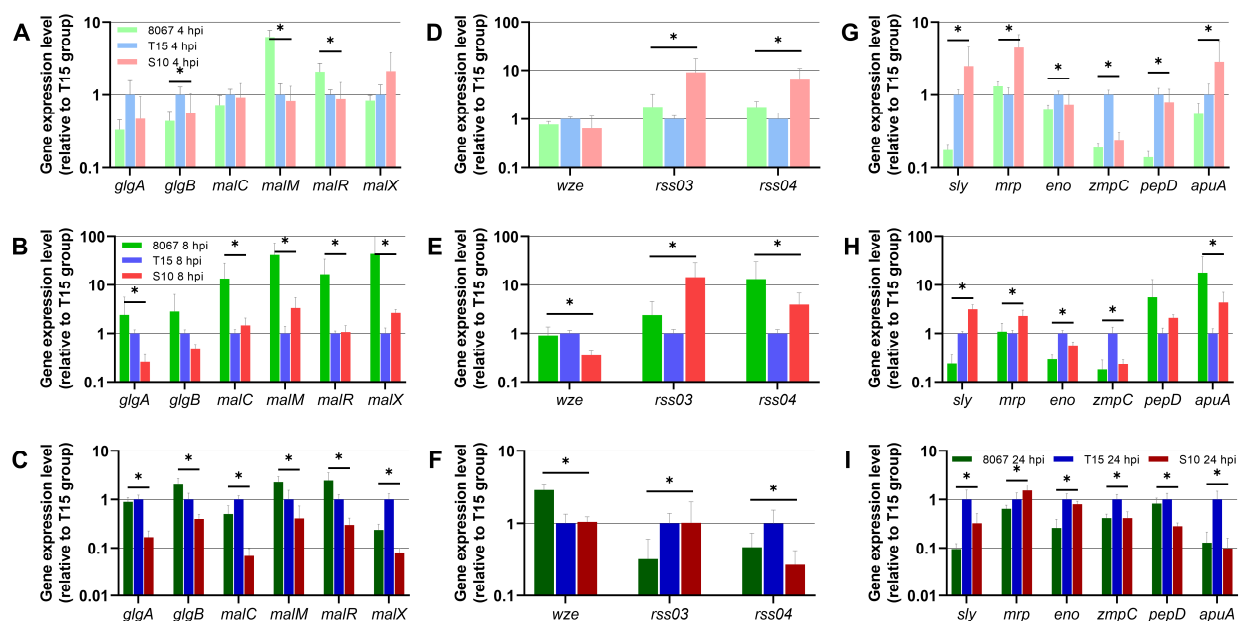 A
Gene expression level
(relative to T15 group)
10
1
0.1
8067 4 hpi
T15 4 hpi
S10 4 hpi
*
*
*
glgA glgB malC malM malR malX
D
Gene expression level
(relative to T15 group)
100
10
1
0.1
*
*
wze rss03 rss04
G
Gene expression level
(relative to T15 group)
10
1
0.1
*
*
*
*
*
*
sly mrp eno zmpC pepD apuA
B
Gene expression level
(relative to T15 group)
100
10
1
0.1
8067 8 hpi
T15 8 hpi
S10 8 hpi
*
*
*
*
*
glgA glgB malC malM malR malX
E
Gene expression level
(relative to T15 group)
100
10
1
0.1
*
*
*
wze rss03 rss04
H
Gene expression level
(relative to T15 group)
100
10
1
0.1
*
*
*
*
*
sly mrp eno zmpC pepD apuA
C
Gene expression level
(relative to T15 group)
10
1
0.1
0.01
*
*
*
*
*
*
glgA glgB malC malM malR malX
F
Gene expression level
(relative to T15 group)
10
1
0.1
*
*
*
wze rss03 rss04
I
Gene expression level
(relative to T15 group)
10
1
0.1
0.01
8067 24 hpi T15 24 hpi S10 24 hpi
*
*
*
*
*
*
sly mrp eno zmpC pepD apuA